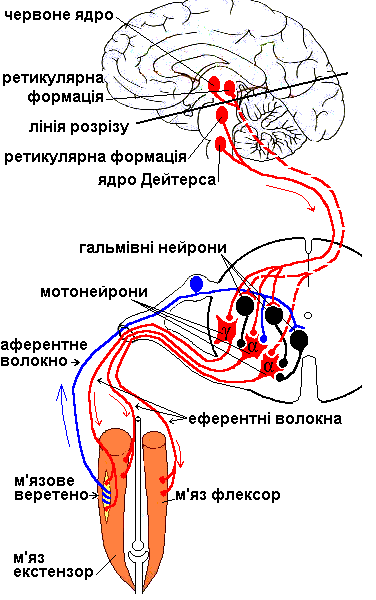 червоне ядро
ретикулярна
формація
лінія розрізу
ретикулярна формація
ядро Дейтерса
гальмівні нейрони
мотонейрони
γ
α
α
аферентне
волокно
еферентні волокна
м'язове
веретено
м'яз флексор
м'яз
екстензор